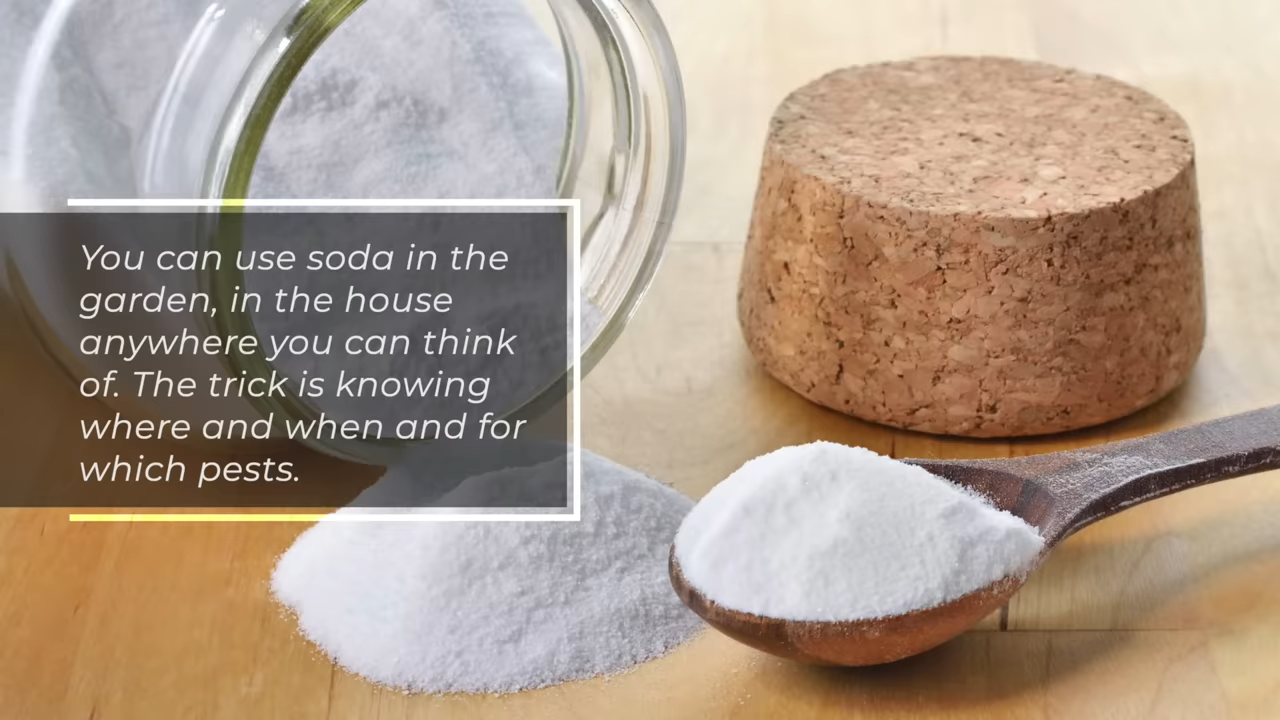 You can use soda in the
garden, in the house
anywhere you can think
of. The trick is knowing
where and when and for
which pests.